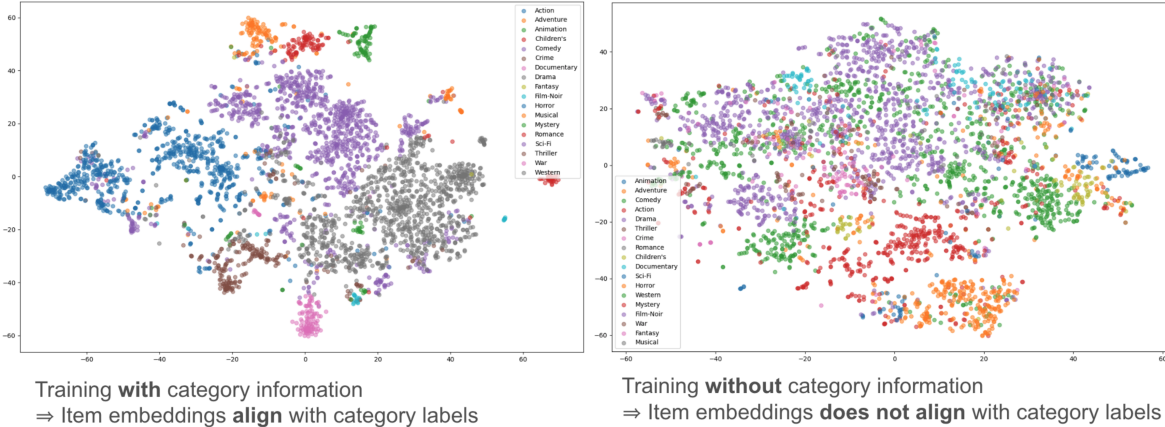 60
40
20
0
−20
−40
−60
−60
−40
−20
0
20
40
60
Action
Adventure
Animation
Children's
Comedy
Crime
Documentary
Drama
Fantasy
Film-Noir
Horror
Musical
Mystery
Romance
Sci-Fi
Thriller
War
Western
Training with category information
⇒ Item embeddings align with category labels
40
20
0
−20
−40
−60
−60
−40
−20
0
20
40
60
Animation
Adventure
Comedy
Action
Drama
Thriller
Crime
Romance
Children's
Documentary
Sci-Fi
Horror
Western
Mystery
Film-Noir
War
Fantasy
Musical
Training without category information
⇒ Item embeddings does not align with category labels